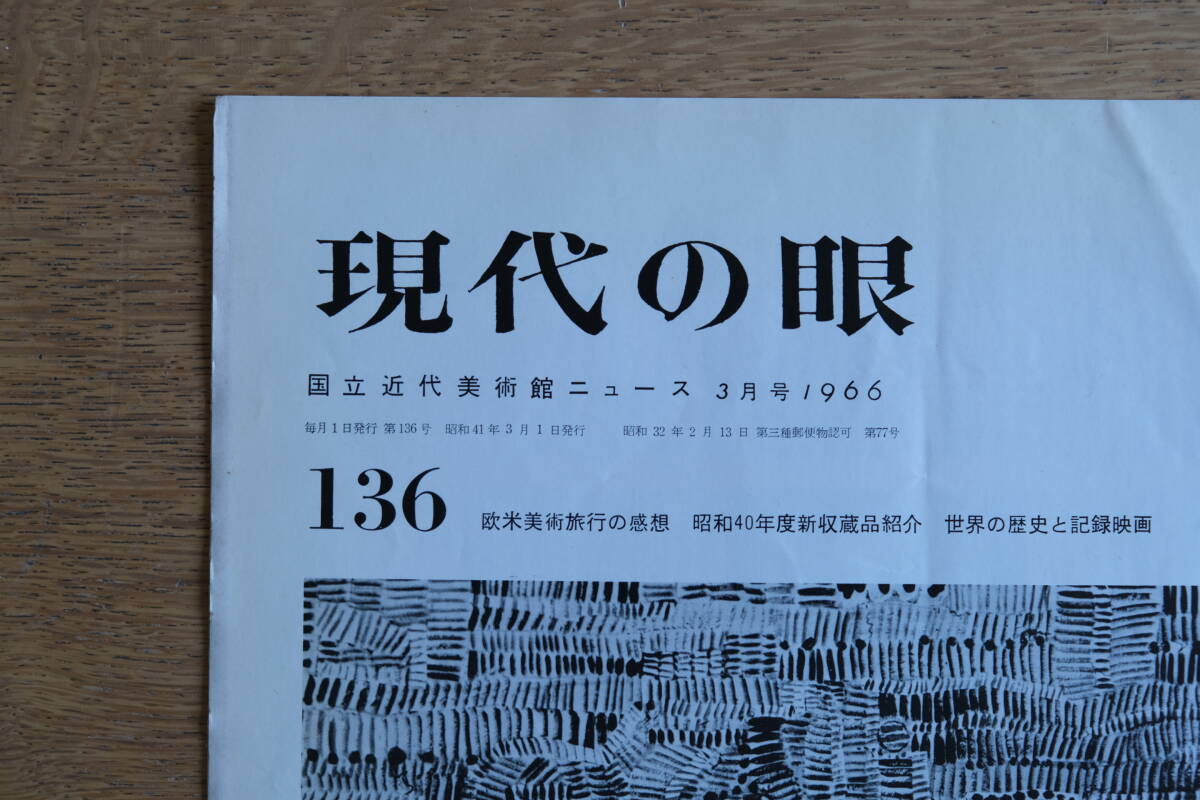 現代の眼
国立近代美術館ニュース 3月号1966
毎月1日発行 第136号 昭和41年3月1日発行 昭和32年2月13日 第三種郵便物認可 第77号
136 欧米美術旅行の感想 昭和40年度新収蔵品紹介 世界の歴史と記録映画